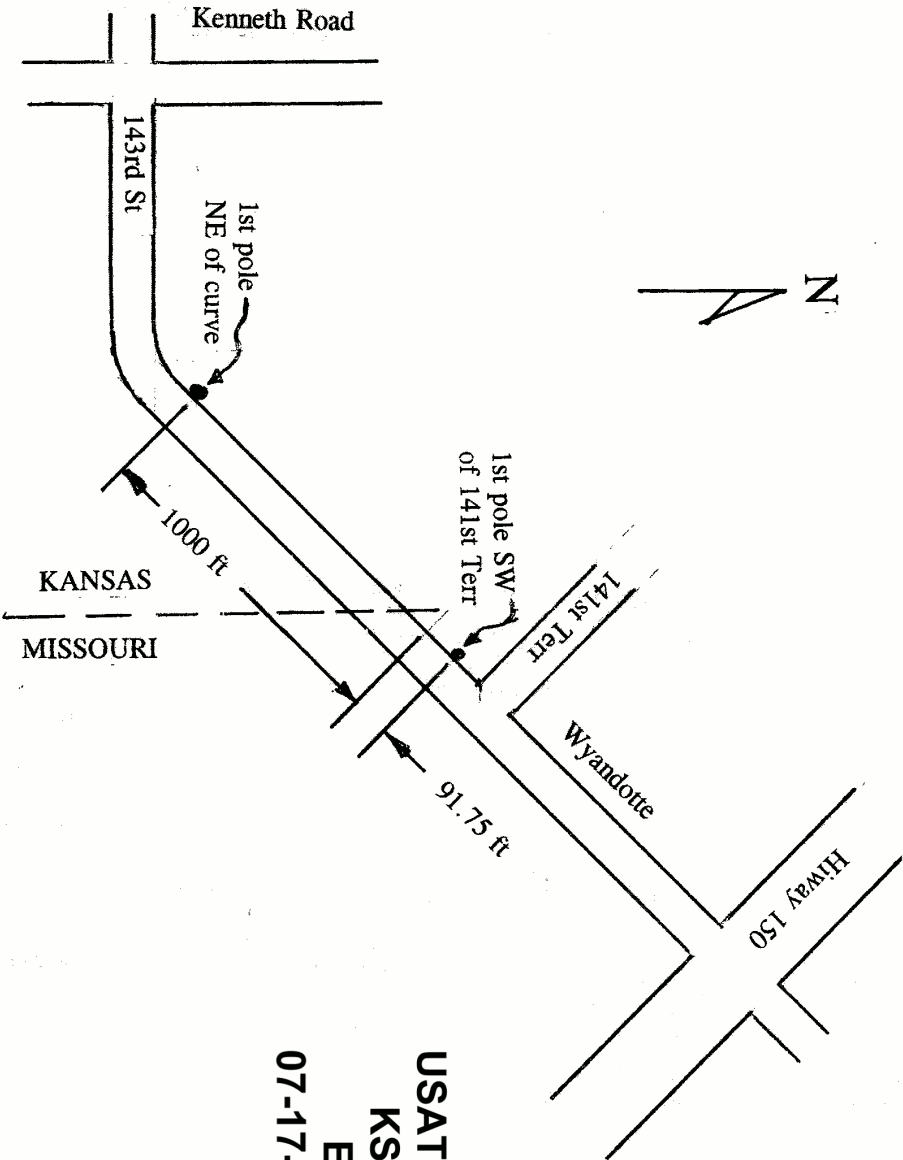 Kenneth Road
143rd St
1st pole
NE of curve
N
1st pole SW
of 141st Terr
1000 ft
KANSAS
MISSOURI
141st Terr
Wyandotte
91.75 ft
Hiway 150
USAT
KS
E
07-17-